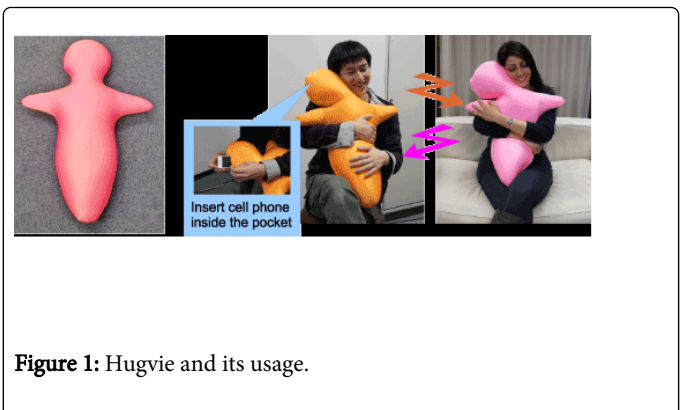 Insert cell phone
inside the pocket
Figure 1: Hugvie and its usage.